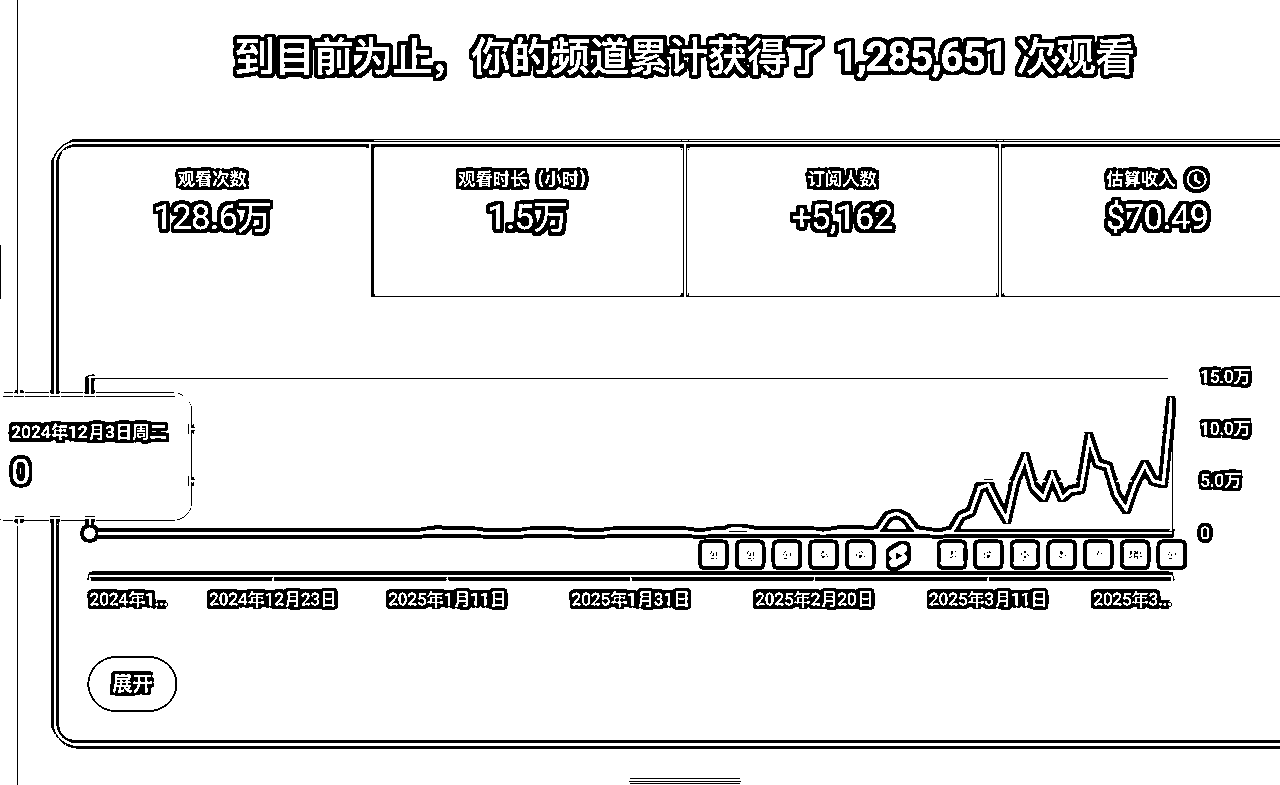 到目前为止，你的频道累计获得了 1,285,651 次观看
观看次数
128.6万
观看时长（小时）
1.5万
订阅人数
+5,162
估算收入
$70.49
15.0万
10.0万
5.0万
0
2024年12月3日周二
0
2024年1...
2024年12月23日
2025年1月11日
2025年1月31日
2025年2月20日
2025年3月11日
2025年3...
展开